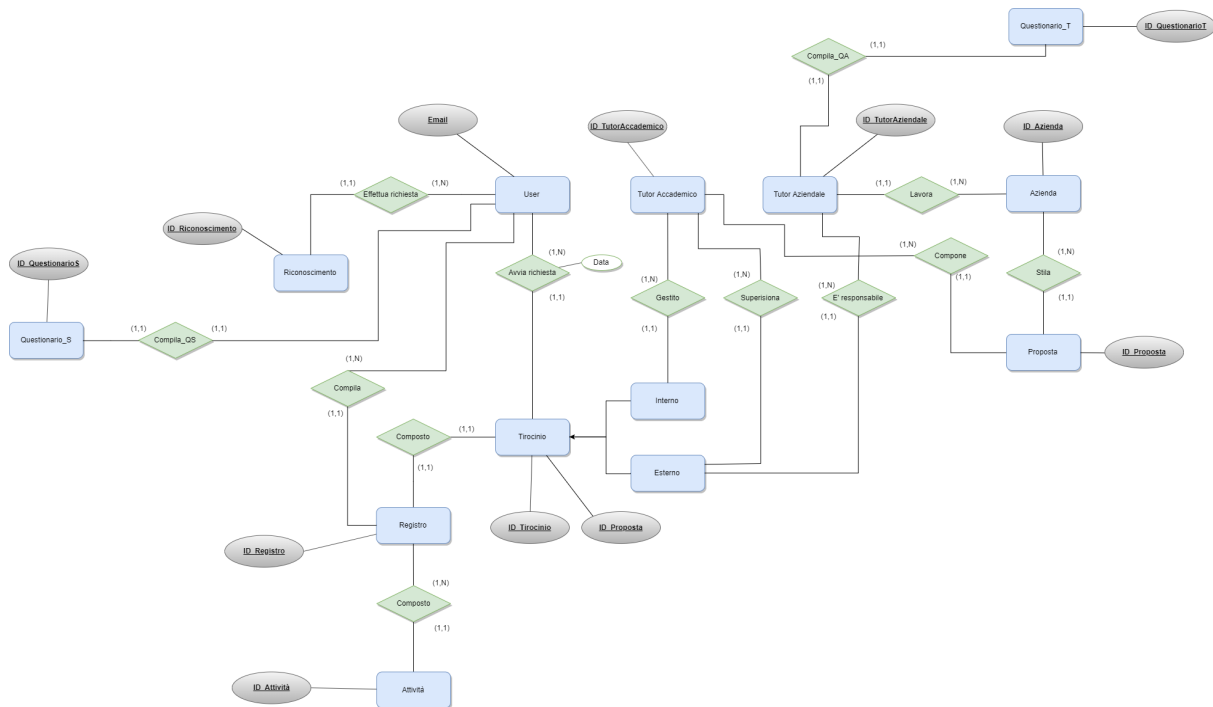 Questionario_T
ID_QuestionarioT
(1,1)
Compila_QA
(1,1)
Email
ID_TutorAccademico
ID_TutorAziendale
ID_Azienda
(1,1)
Effettua richiesta
(1,N)
User
Tutor Accademico
Tutor Aziendale
(1,1)
Lavora
(1,N)
Azienda
ID_Riconoscimento
ID_QuestionarioS
Riconoscimento
(1,N)
Avvia richiesta
Data
(1,1)
(1,N)
Compone
(1,1)
(1,N)
Stila
(1,1)
(1,N)
Gestito
(1,1)
(1,N)
Superisiona
(1,1)
(1,N)
E' responsabile
(1,1)
Questionario_S
(1,1)
Compila_QS
(1,1)
Proposta
ID_Proposta
(1,N)
Compila
(1,1)
Interno
Composto
(1,1)
(1,1)
Tirocinio
Esterno
ID_Tirocinio
ID_Proposta
Registro
ID_Registro
(1,N)
Composto
(1,1)
ID_Attività
Attività